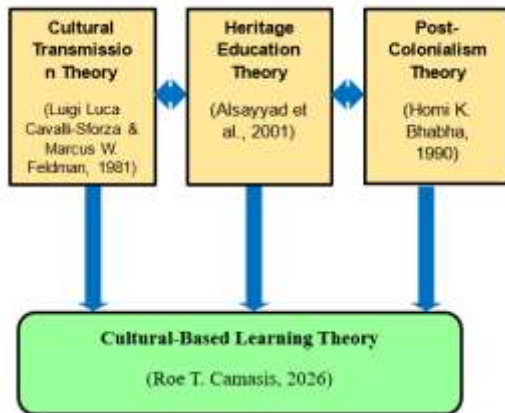 Cultural
Transmissio
n Theory
(Luigi Luca
Cavalli-Sforza &
Marcus W.
Feldman, 1981)
Heritage
Education
Theory
(Alsayyad et
al., 2001)
Post-
Colonialism
Theory
(Homi K.
Bhabha,
1990)
Cultural-Based Learning Theory
(Roe T. Camasis, 2026)